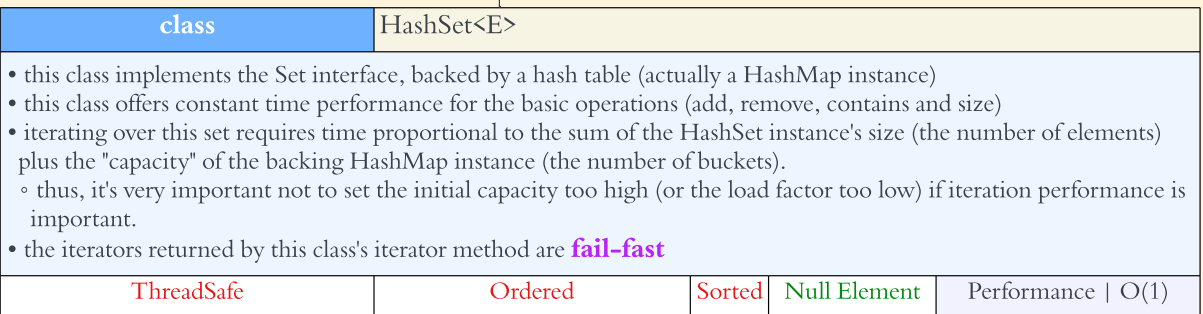 class HashSet<E>
• this class implements the Set interface, backed by a hash table (actually a HashMap instance)
• this class offers constant time performance for the basic operations (add, remove, contains and size)
• iterating over this set requires time proportional to the sum of the HashSet instance's size (the number of elements)
plus the "capacity" of the backing HashMap instance (the number of buckets).
◦ thus, it's very important not to set the initial capacity too high (or the load factor too low) if iteration performance is
important.
• the iterators returned by this class's iterator method are fail-fast
ThreadSafe Ordered Sorted Null Element Performance | O(1)